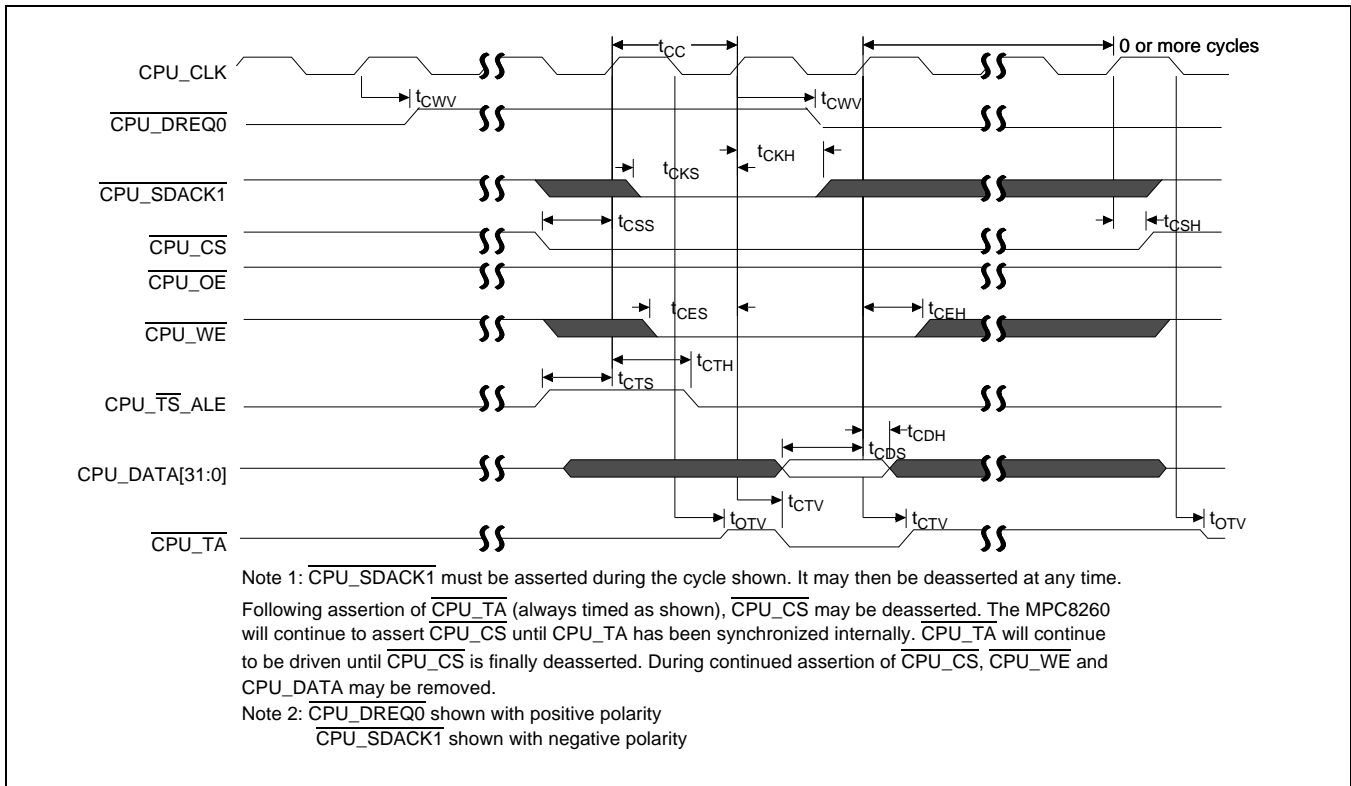 t_CC
0 or more cycles
CPU_CLK
t_CWV
t_CWV
CPU_DREQ0
t_CKH
t_CKS
CPU_SDACK1
t_CSS
t_CSH
CPU_CS
CPU_OE
t_CES
t_CEH
CPU_WE
t_CTH
t_CTS
CPU_TS_ALE
t_CDH
t_CDS
CPU_DATA[31:0]
t_CTV
t_OTV
t_CTV
t_OTV
CPU_TA
Note 1: CPU_SDACK1 must be asserted during the cycle shown. It may then be deasserted at any time.
Following assertion of CPU_TA (always timed as shown), CPU_CS may be deasserted. The MPC8260
will continue to assert CPU_CS until CPU_TA has been synchronized internally. CPU_TA will continue
to be driven until CPU_CS is finally deasserted. During continued assertion of CPU_CS, CPU_WE and
CPU_DATA may be removed.
Note 2: CPU_DREQ0 shown with positive polarity
CPU_SDACK1 shown with negative polarity